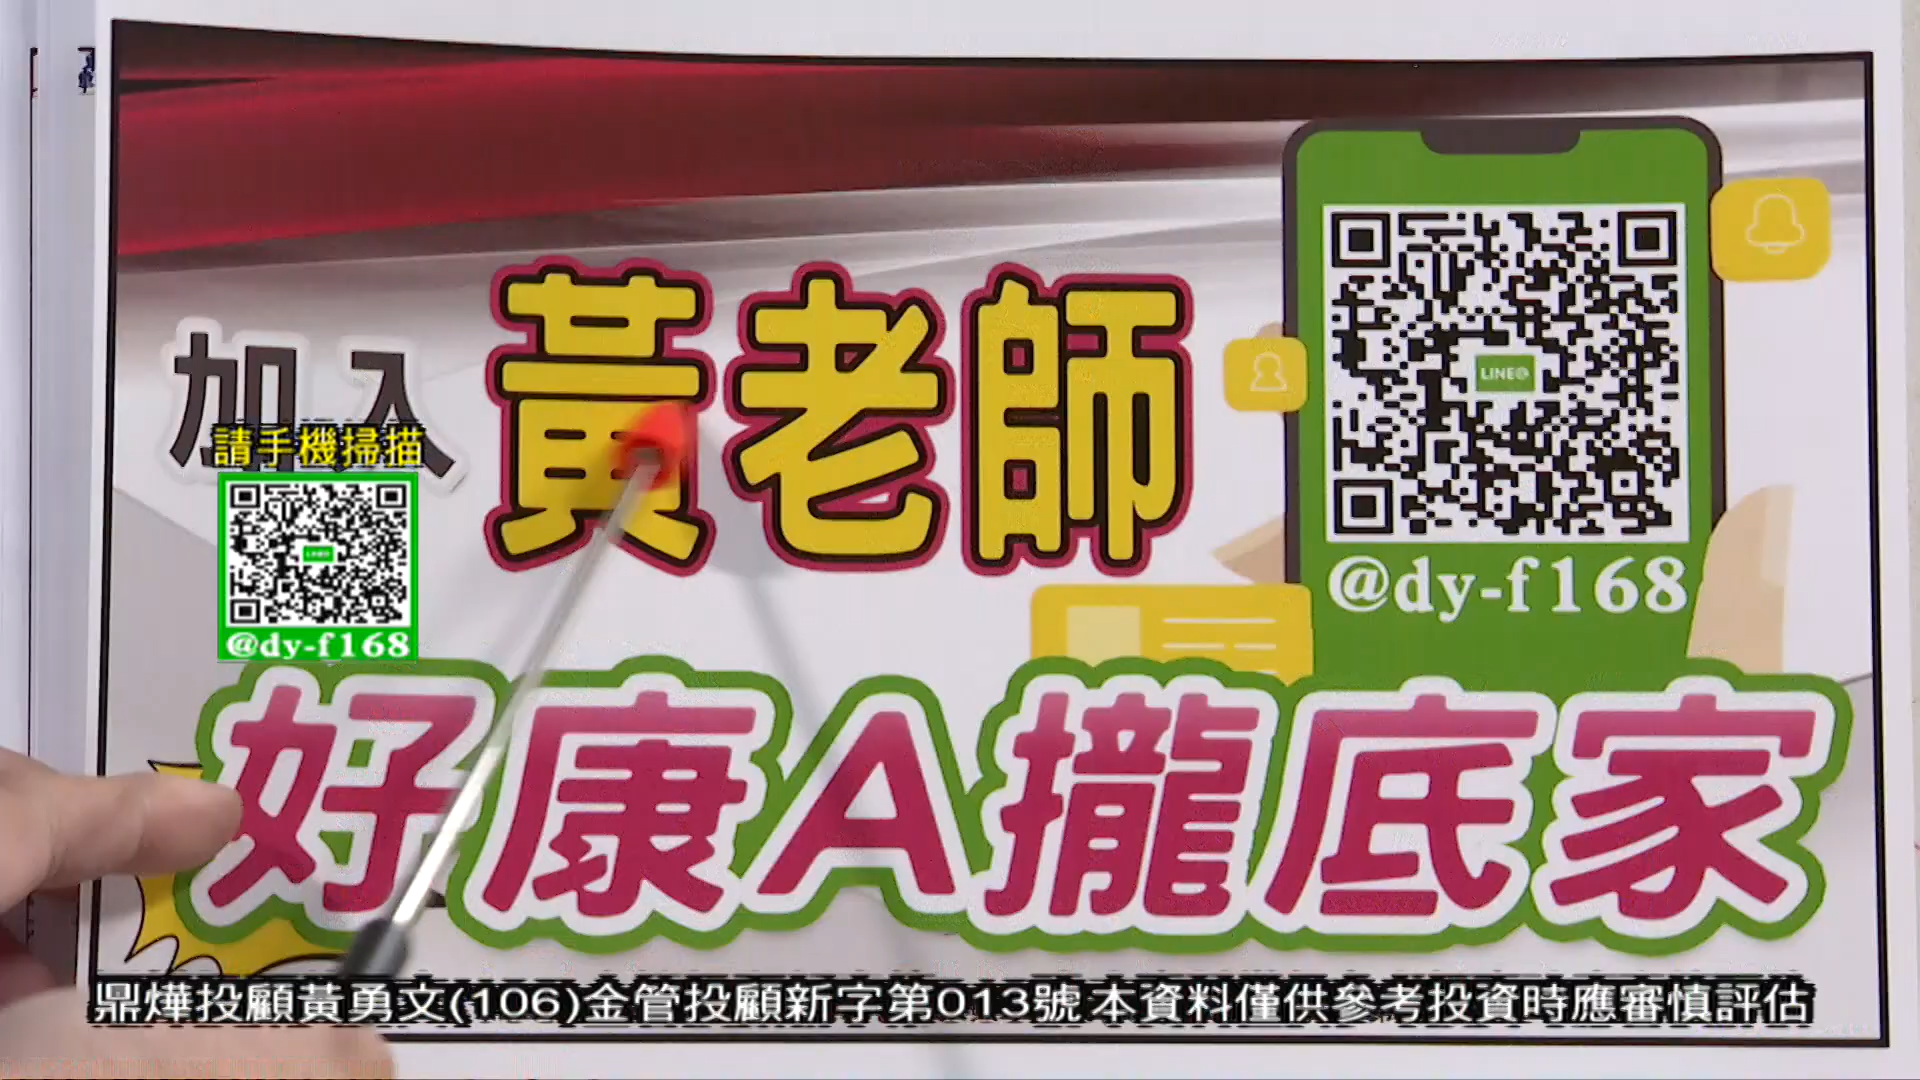 加入
黃老師
LINE@
@dy-f168
請手機掃描
@dy-f168
好康A攏底家
鼎燁投顧黃勇文(106)金管投顧新字第013號 本資料僅供參考投資時應審慎評估